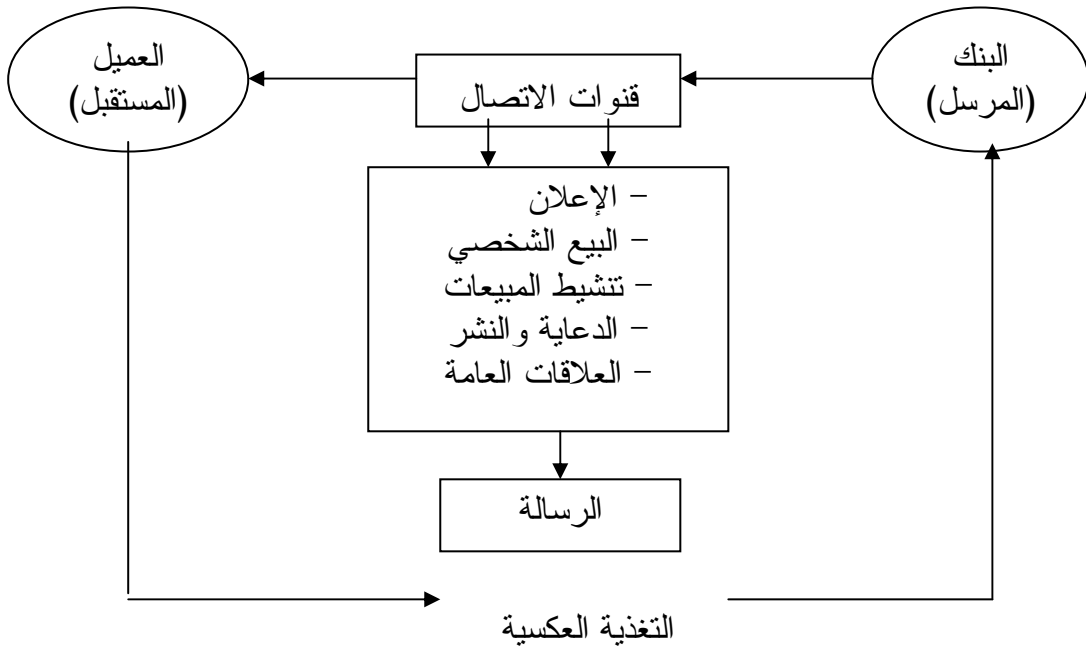 البنك
(المرسل)
قنوات الاتصال
العميل
(المستقبل)
– الإعلان
– البيع الشخصي
– تنشيط المبيعات
– الدعاية والنشر
– العلاقات العامة
الرسالة
التغذية العكسية